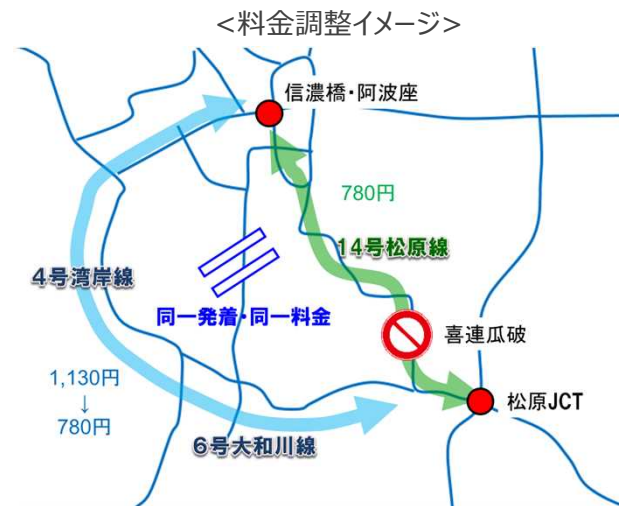 <料金調整イメージ>
信濃橋・阿波座
780円
14号松原線
4号湾岸線
同一発着・同一料金
喜連瓜破
1,130円
↓
780円
松原JCT
6号大和川線